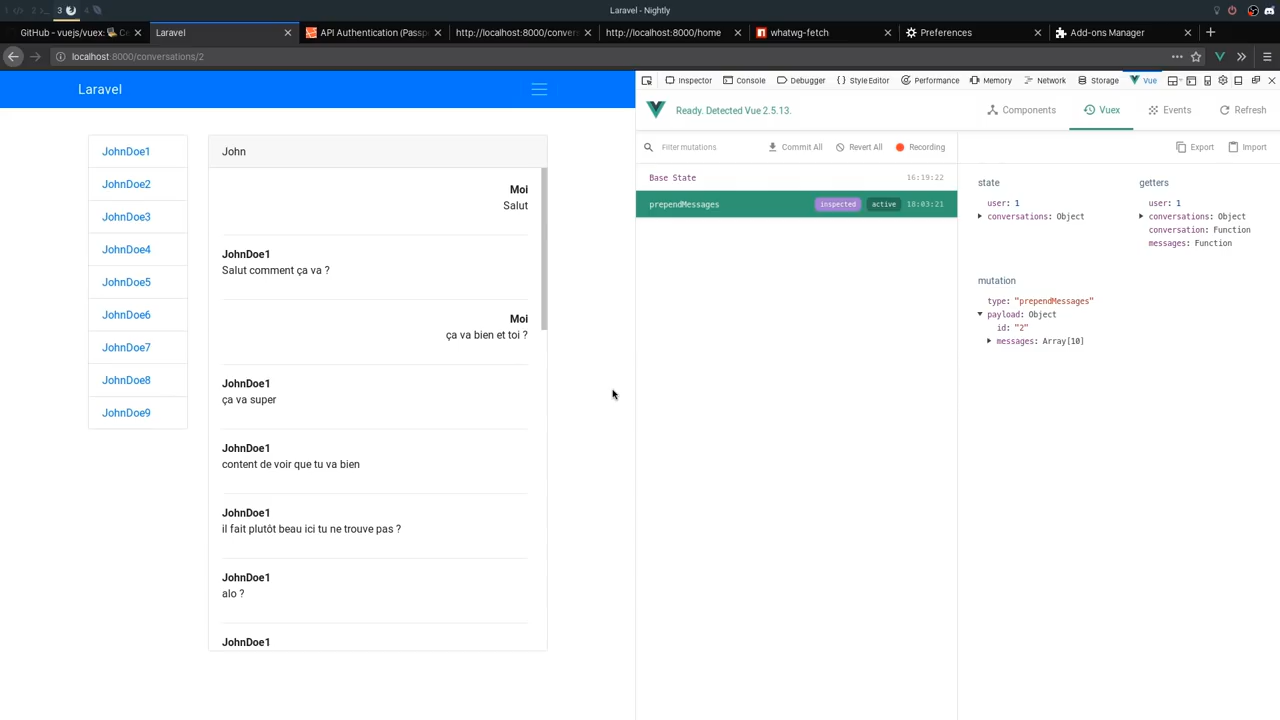 1
2
3
4
Laravel - Nightly
GitHub - vuejs/vuex:
Laravel
API Authentication (Passp
http://localhost:8000/conver
http://localhost:8000/home
whatwg-fetch
Preferences
Add-ons Manager
localhost:8000/conversations/2
Laravel
JohnDoe1
JohnDoe2
JohnDoe3
JohnDoe4
JohnDoe5
JohnDoe6
JohnDoe7
JohnDoe8
JohnDoe9
John
Moi
Salut
JohnDoe1
Salut comment ça va ?
Moi
ça va bien et toi ?
JohnDoe1
ça va super
JohnDoe1
content de voir que tu va bien
JohnDoe1
il fait plutôt beau ici tu ne trouve pas ?
JohnDoe1
alo ?
JohnDoe1
Inspector
Console
Debugger
Style Editor
Performance
Memory
Network
Storage
Vue
Ready. Detected Vue 2.5.13.
Components
Vuex
Events
Refresh
Filter mutations
Commit All
Revert All
Recording
Export
Import
Base State 16:19:22
prependMessages inspected active 18:03:21
state
user: 1
conversations: Object
getters
user: 1
conversations: Object
conversation: Function
messages: Function
mutation
type: "prependMessages"
payload: Object
id: "2"
messages: Array[10]